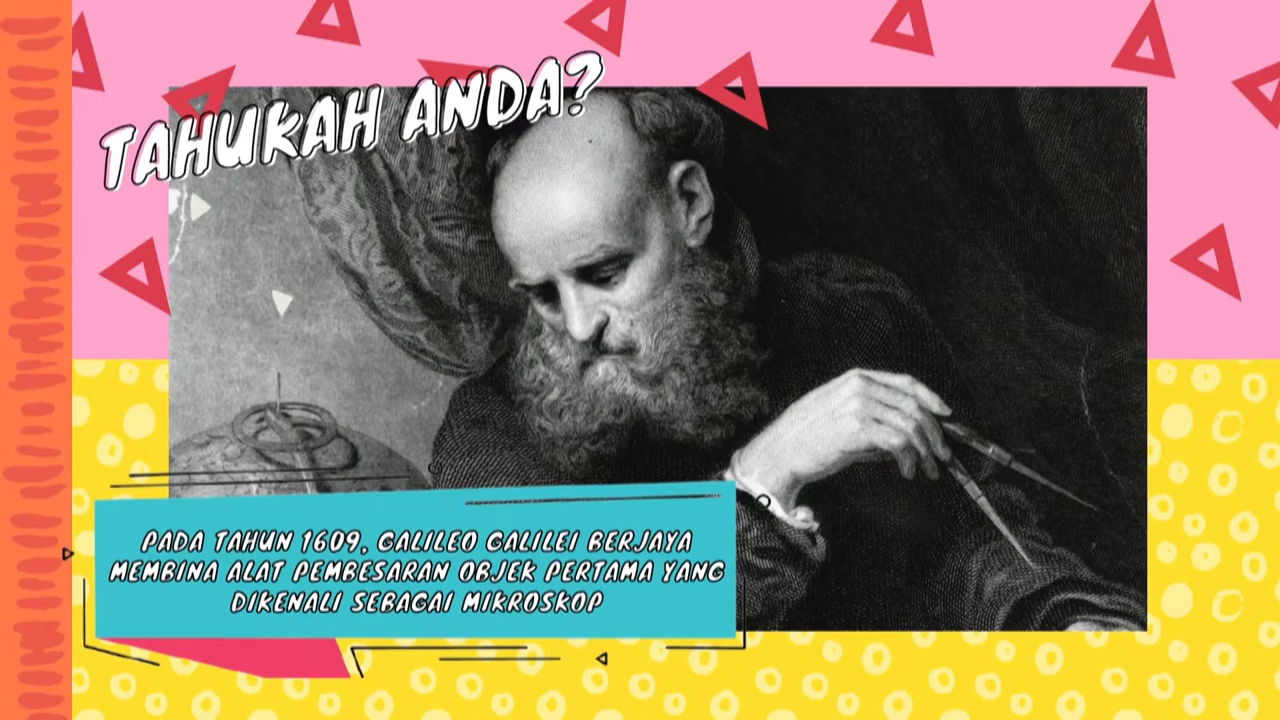 TAHUKAH ANDA?
PADA TAHUN 1609, GALILEO GALILEI BERJAYA
MEMBINA ALAT PEMBESARAN OBJEK PERTAMA YANG
DIKENALI SEBAGAI MIKROSKOP